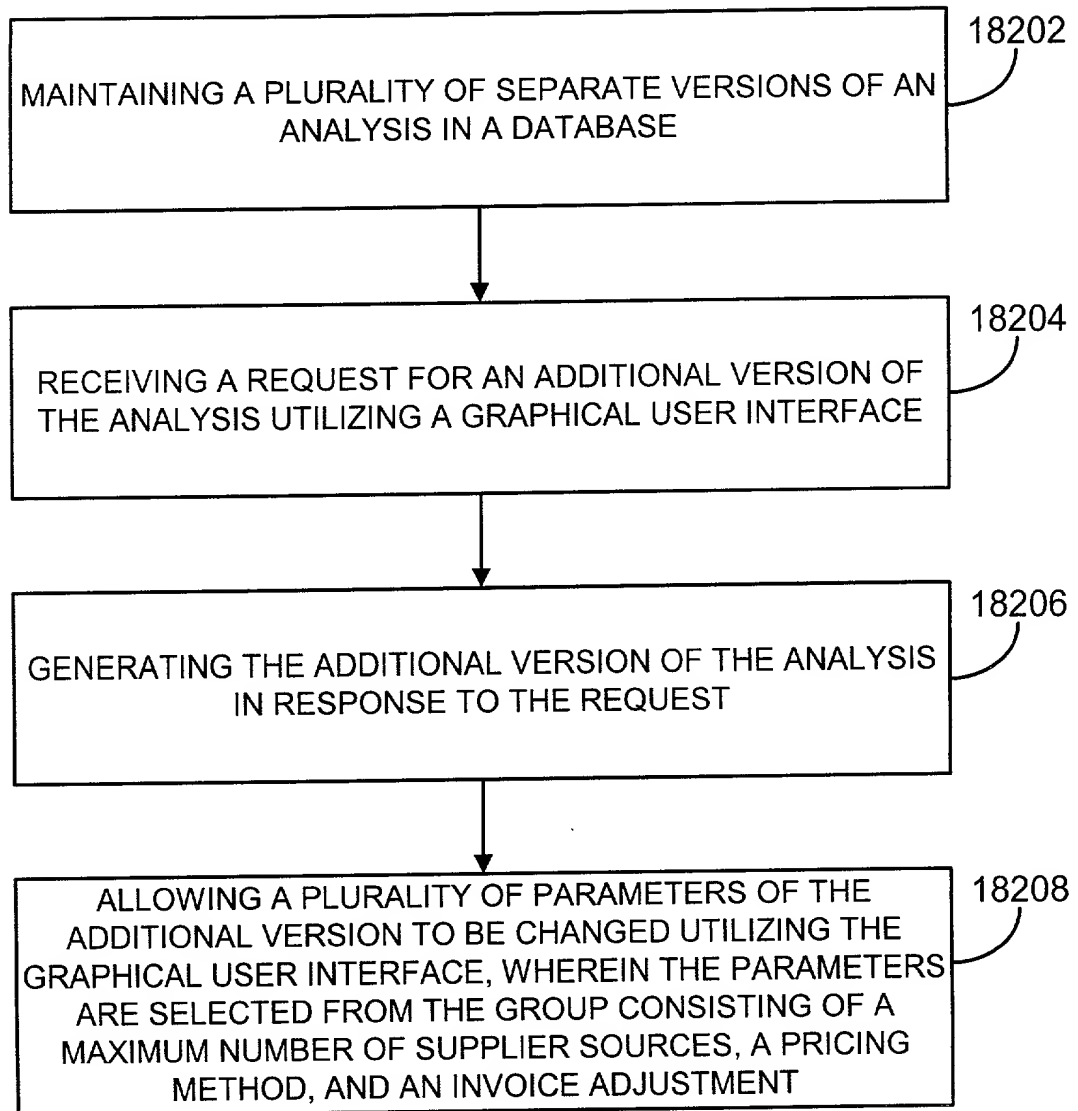 18202
MAINTAINING A PLURALITY OF SEPARATE VERSIONS OF AN
ANALYSIS IN A DATABASE
18204
RECEIVING A REQUEST FOR AN ADDITIONAL VERSION OF
THE ANALYSIS UTILIZING A GRAPHICAL USER INTERFACE
18206
GENERATING THE ADDITIONAL VERSION OF THE ANALYSIS
IN RESPONSE TO THE REQUEST
18208
ALLOWING A PLURALITY OF PARAMETERS OF THE
ADDITIONAL VERSION TO BE CHANGED UTILIZING THE
GRAPHICAL USER INTERFACE, WHEREIN THE PARAMETERS
ARE SELECTED FROM THE GROUP CONSISTING OF A
MAXIMUM NUMBER OF SUPPLIER SOURCES, A PRICING
METHOD, AND AN INVOICE ADJUSTMENT